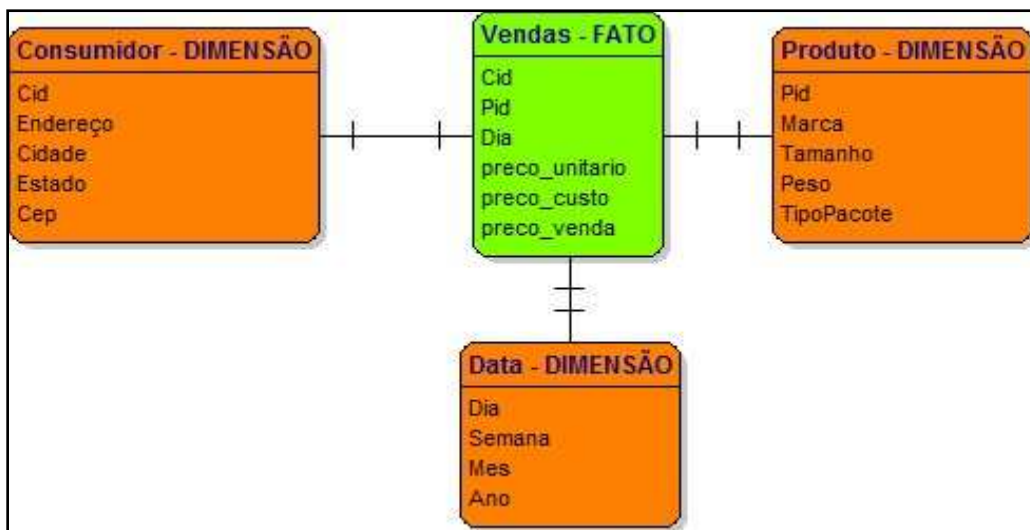 Consumidor - DIMENSÃO
Cid
Endereço
Cidade
Estado
Cep
Vendas - FATO
Cid
Pid
Dia
preco_unitario
preco_custo
preco_venda
Produto - DIMENSÃO
Pid
Marca
Tamanho
Peso
TipoPacote
Data - DIMENSÃO
Dia
Semana
Mes
Ano